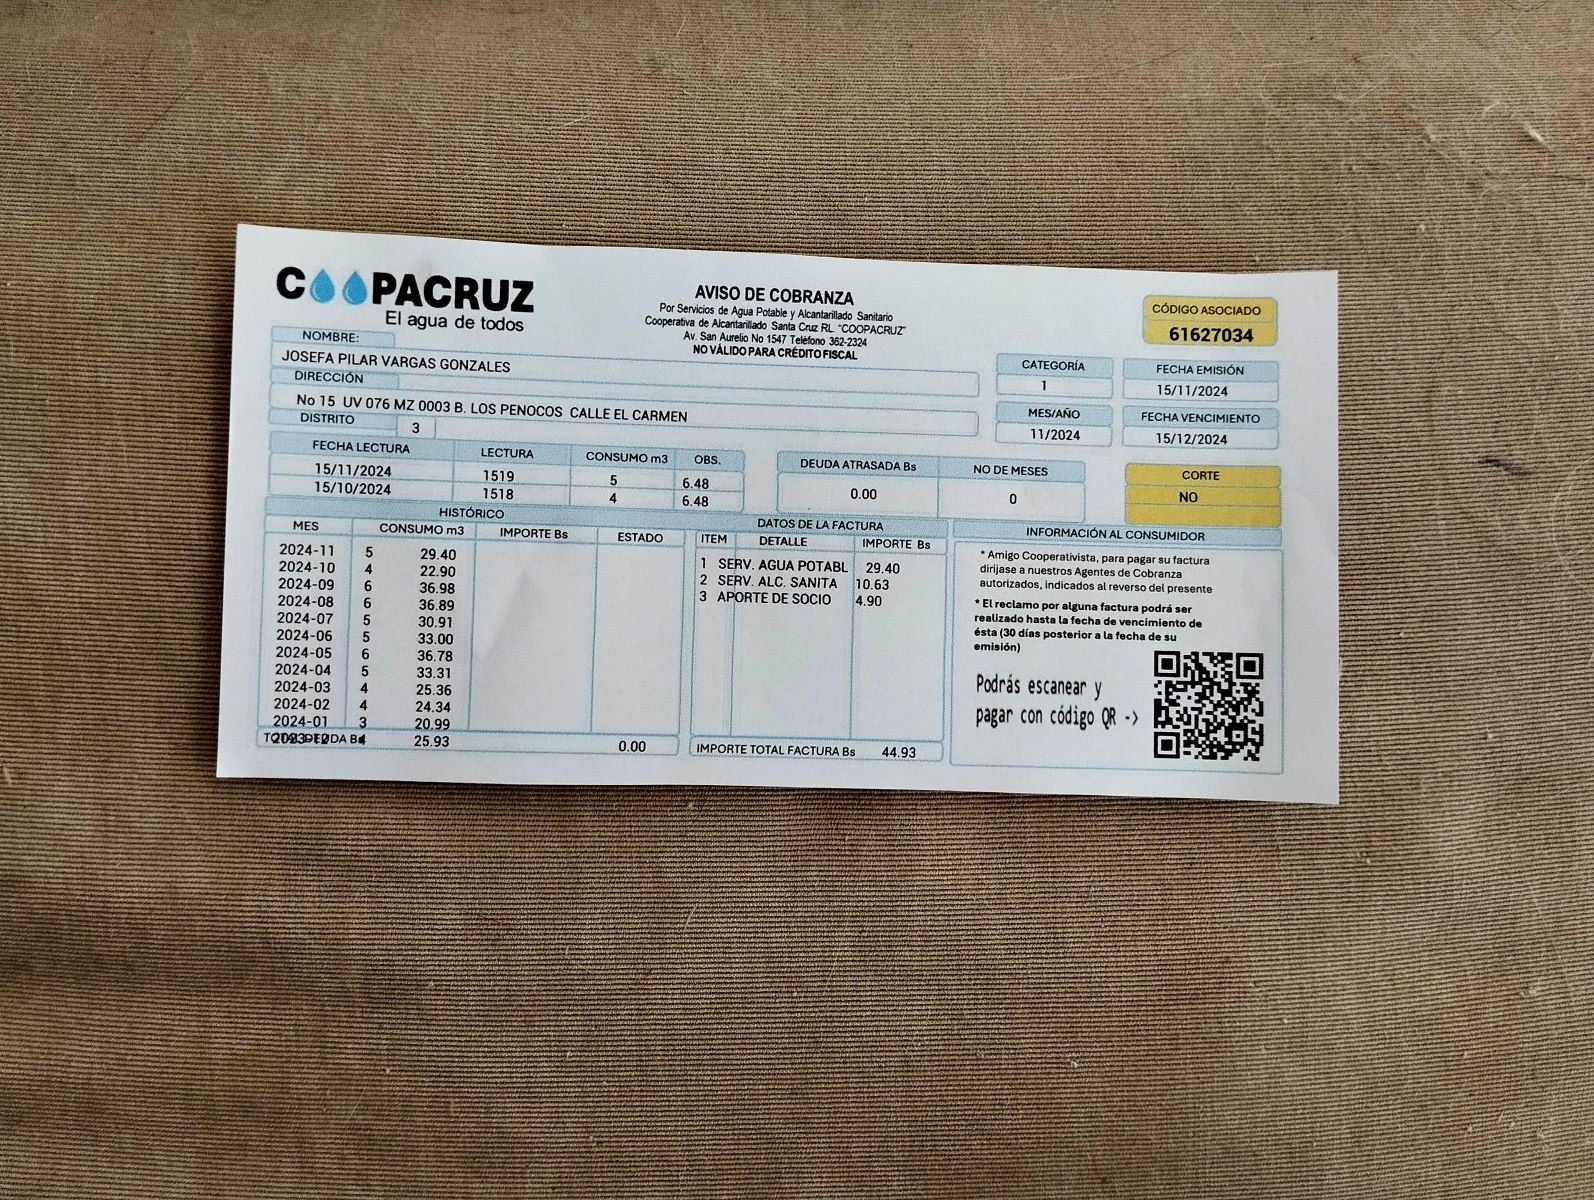 COOPACRUZ
El agua de todos
AVISO DE COBRANZA
Por Servicios de Agua Potable y Alcantarillado Sanitario
Cooperativa de Alcantarillado Santa Cruz RL "COOPACRUZ"
Av. San Aurelio No 1547 Teléfono 362-2324
NO VÁLIDO PARA CRÉDITO FISCAL
CÓDIGO ASOCIADO
61627034
NOMBRE:
JOSEFA PILAR VARGAS GONZALES
DIRECCIÓN
No 15 UV 076 MZ 0003 B. LOS PENOCOS CALLE EL CARMEN
DISTRITO 3
CATEGORÍA
1
FECHA EMISIÓN
15/11/2024
MES/AÑO
11/2024
FECHA VENCIMIENTO
15/12/2024
FECHA LECTURA LECTURA CONSUMO m3 OBS.
15/11/2024 1519 5 6.48
15/10/2024 1518 4 6.48
DEUDA ATRASADA Bs NO DE MESES
0.00 0
CORTE
NO
HISTÓRICO
MES CONSUMO m3 IMPORTE Bs ESTADO
2024-11 5 29.40
2024-10 4 22.90
2024-09 6 36.98
2024-08 6 36.89
2024-07 5 30.91
2024-06 5 33.00
2024-05 6 36.78
2024-04 5 33.31
2024-03 4 25.36
2024-02 4 24.34
2024-01 3 20.99
2023-12 4 25.93
TOTAL DEUDA Bs 0.00
DATOS DE LA FACTURA
ITEM DETALLE IMPORTE Bs
1 SERV. AGUA POTABL 29.40
2 SERV. ALC. SANITA 10.63
3 APORTE DE SOCIO 4.90
IMPORTE TOTAL FACTURA Bs 44.93
INFORMACIÓN AL CONSUMIDOR
* Amigo Cooperativista, para pagar su factura
dirijase a nuestros Agentes de Cobranza
autorizados, indicados al reverso del presente
* El reclamo por alguna factura podrá ser
realizado hasta la fecha de vencimiento de
ésta (30 días posterior a la fecha de su
emisión)
Podrás escanear y
pagar con código QR ->